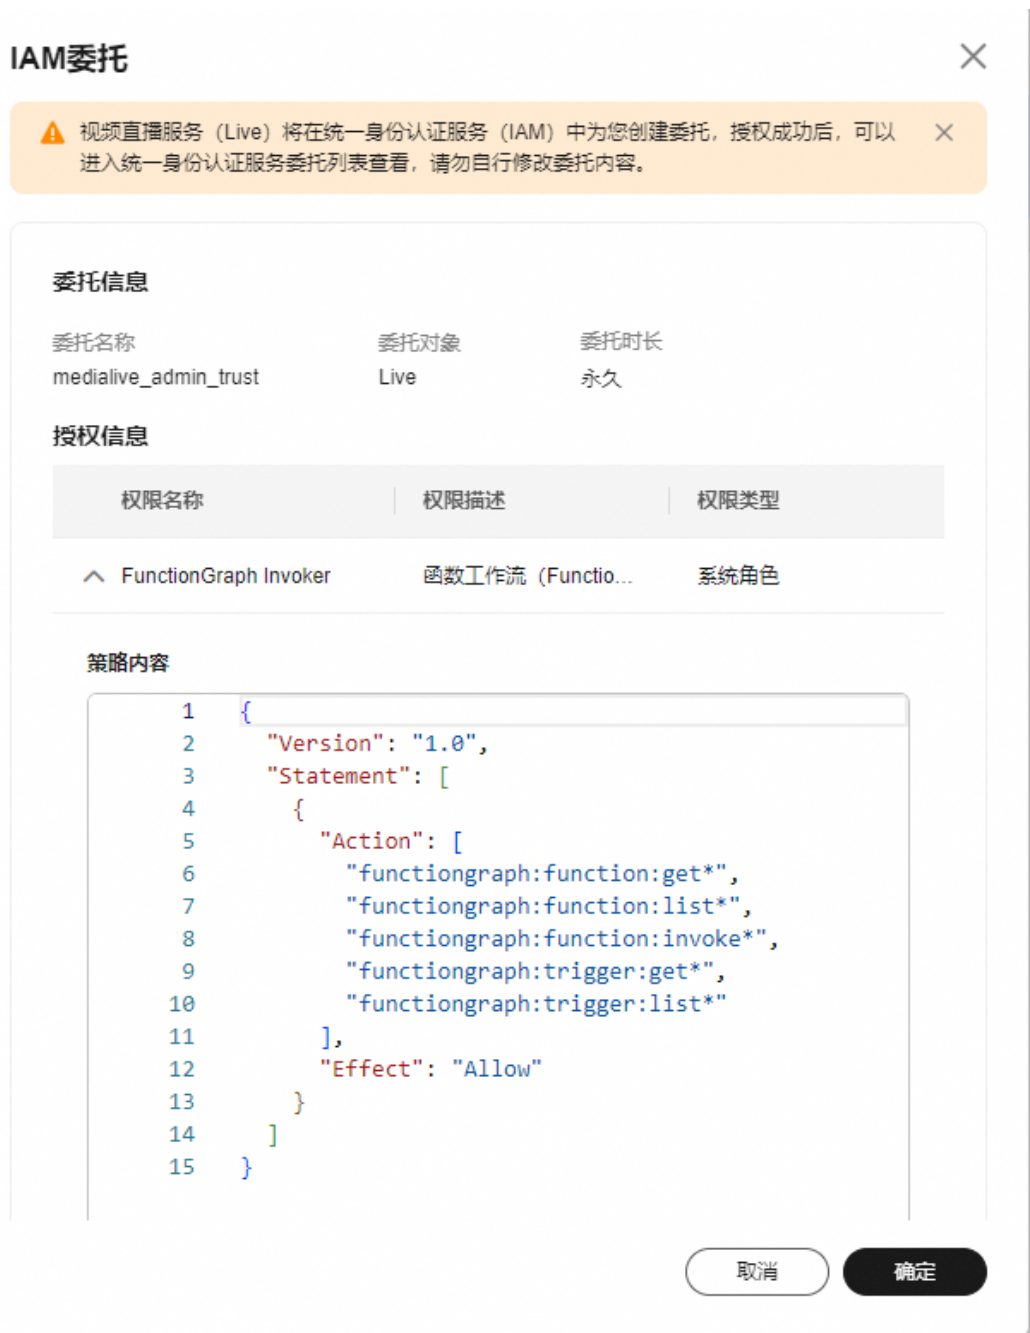 IAM委托
视频直播服务（Live）将在统一身份认证服务（IAM）中为您创建委托，授权成功后，可以
进入统一身份认证服务委托列表查看，请勿自行修改委托内容。
委托信息
委托名称 委托对象 委托时长
medialive_admin_trust Live 永久
授权信息
权限名称 权限描述 权限类型
FunctionGraph Invoker 函数工作流（Functio... 系统角色
策略内容
1 {
2 "Version": "1.0",
3 "Statement": [
4 {
5 "Action": [
6 "functiongraph:function:get*",
7 "functiongraph:function:list*",
8 "functiongraph:function:invoke*",
9 "functiongraph:trigger:get*",
10 "functiongraph:trigger:list*"
11 ],
12 "Effect": "Allow"
13 }
14 ]
15 }
取消 确定